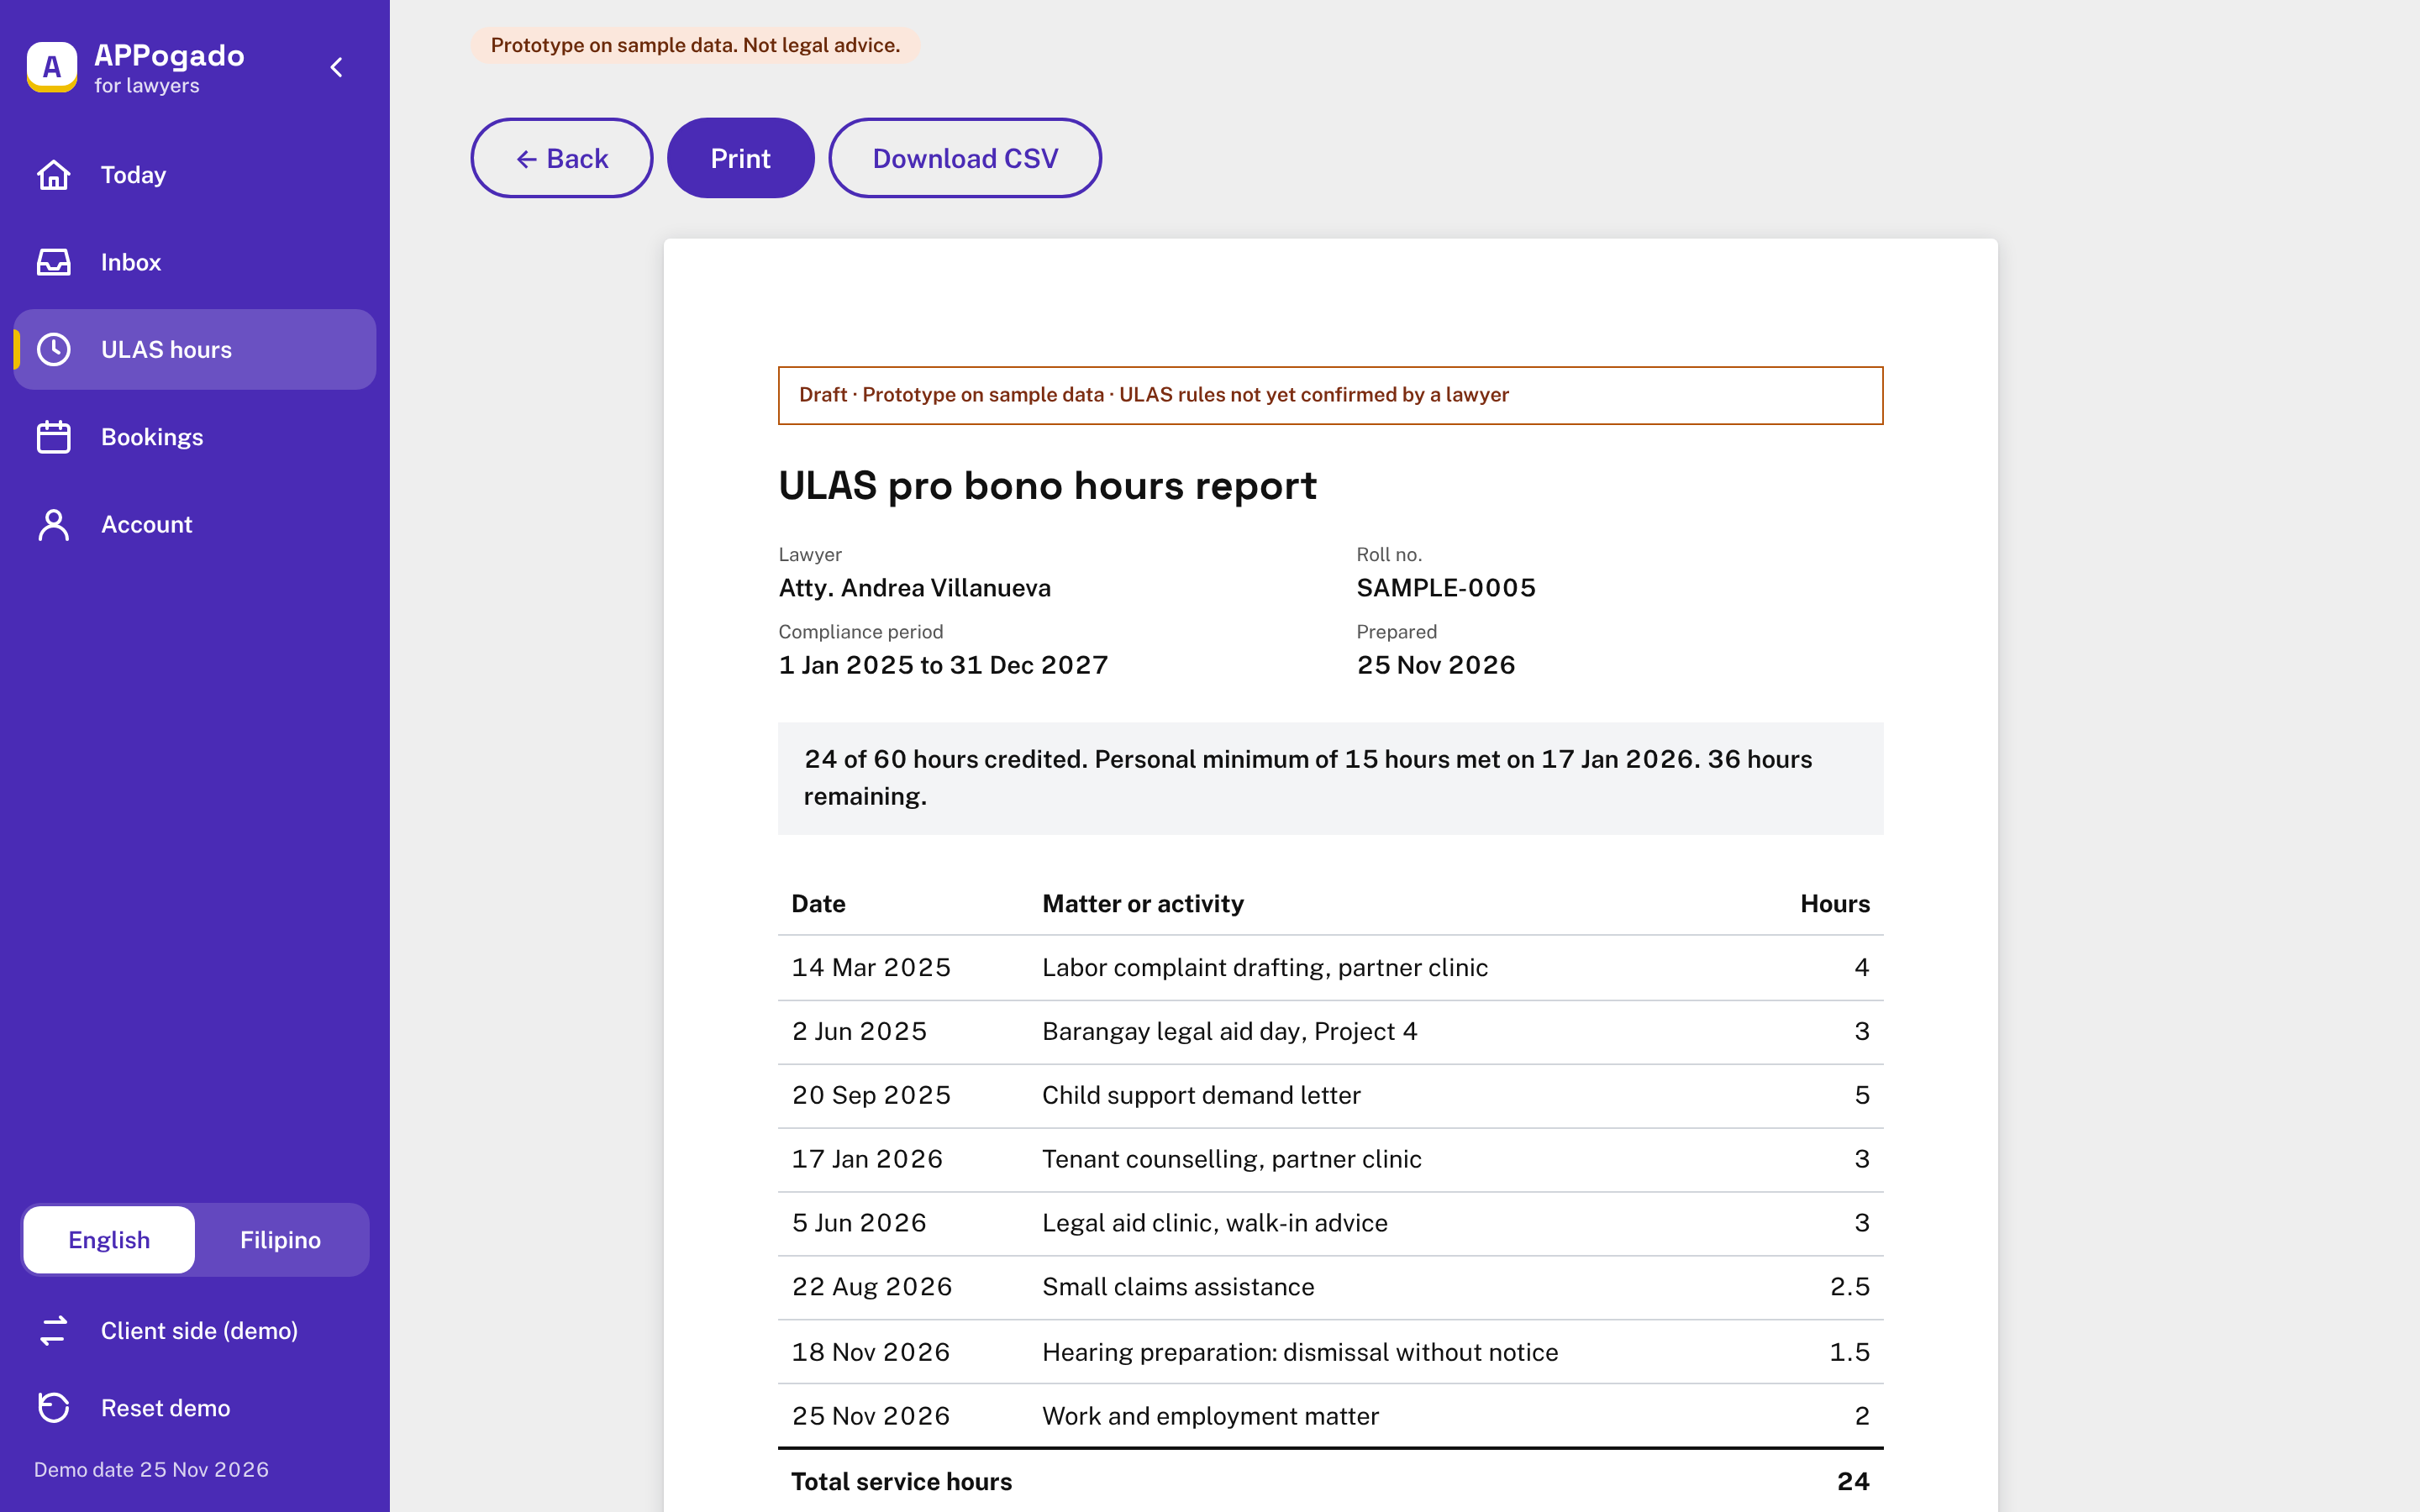 A
APPogado
for lawyers
Today
Inbox
ULAS hours
Bookings
Account
English
Filipino
Client side (demo)
Reset demo
Demo date 25 Nov 2026
Prototype on sample data. Not legal advice.
← Back
Print
Download CSV
Draft · Prototype on sample data · ULAS rules not yet confirmed by a lawyer
ULAS pro bono hours report
Lawyer
Atty. Andrea Villanueva
Roll no.
SAMPLE-0005
Compliance period
1 Jan 2025 to 31 Dec 2027
Prepared
25 Nov 2026
24 of 60 hours credited. Personal minimum of 15 hours met on 17 Jan 2026. 36 hours
remaining.
Date Matter or activity Hours
14 Mar 2025 Labor complaint drafting, partner clinic 4
2 Jun 2025 Barangay legal aid day, Project 4 3
20 Sep 2025 Child support demand letter 5
17 Jan 2026 Tenant counselling, partner clinic 3
5 Jun 2026 Legal aid clinic, walk-in advice 3
22 Aug 2026 Small claims assistance 2.5
18 Nov 2026 Hearing preparation: dismissal without notice 1.5
25 Nov 2026 Work and employment matter 2
Total service hours 24